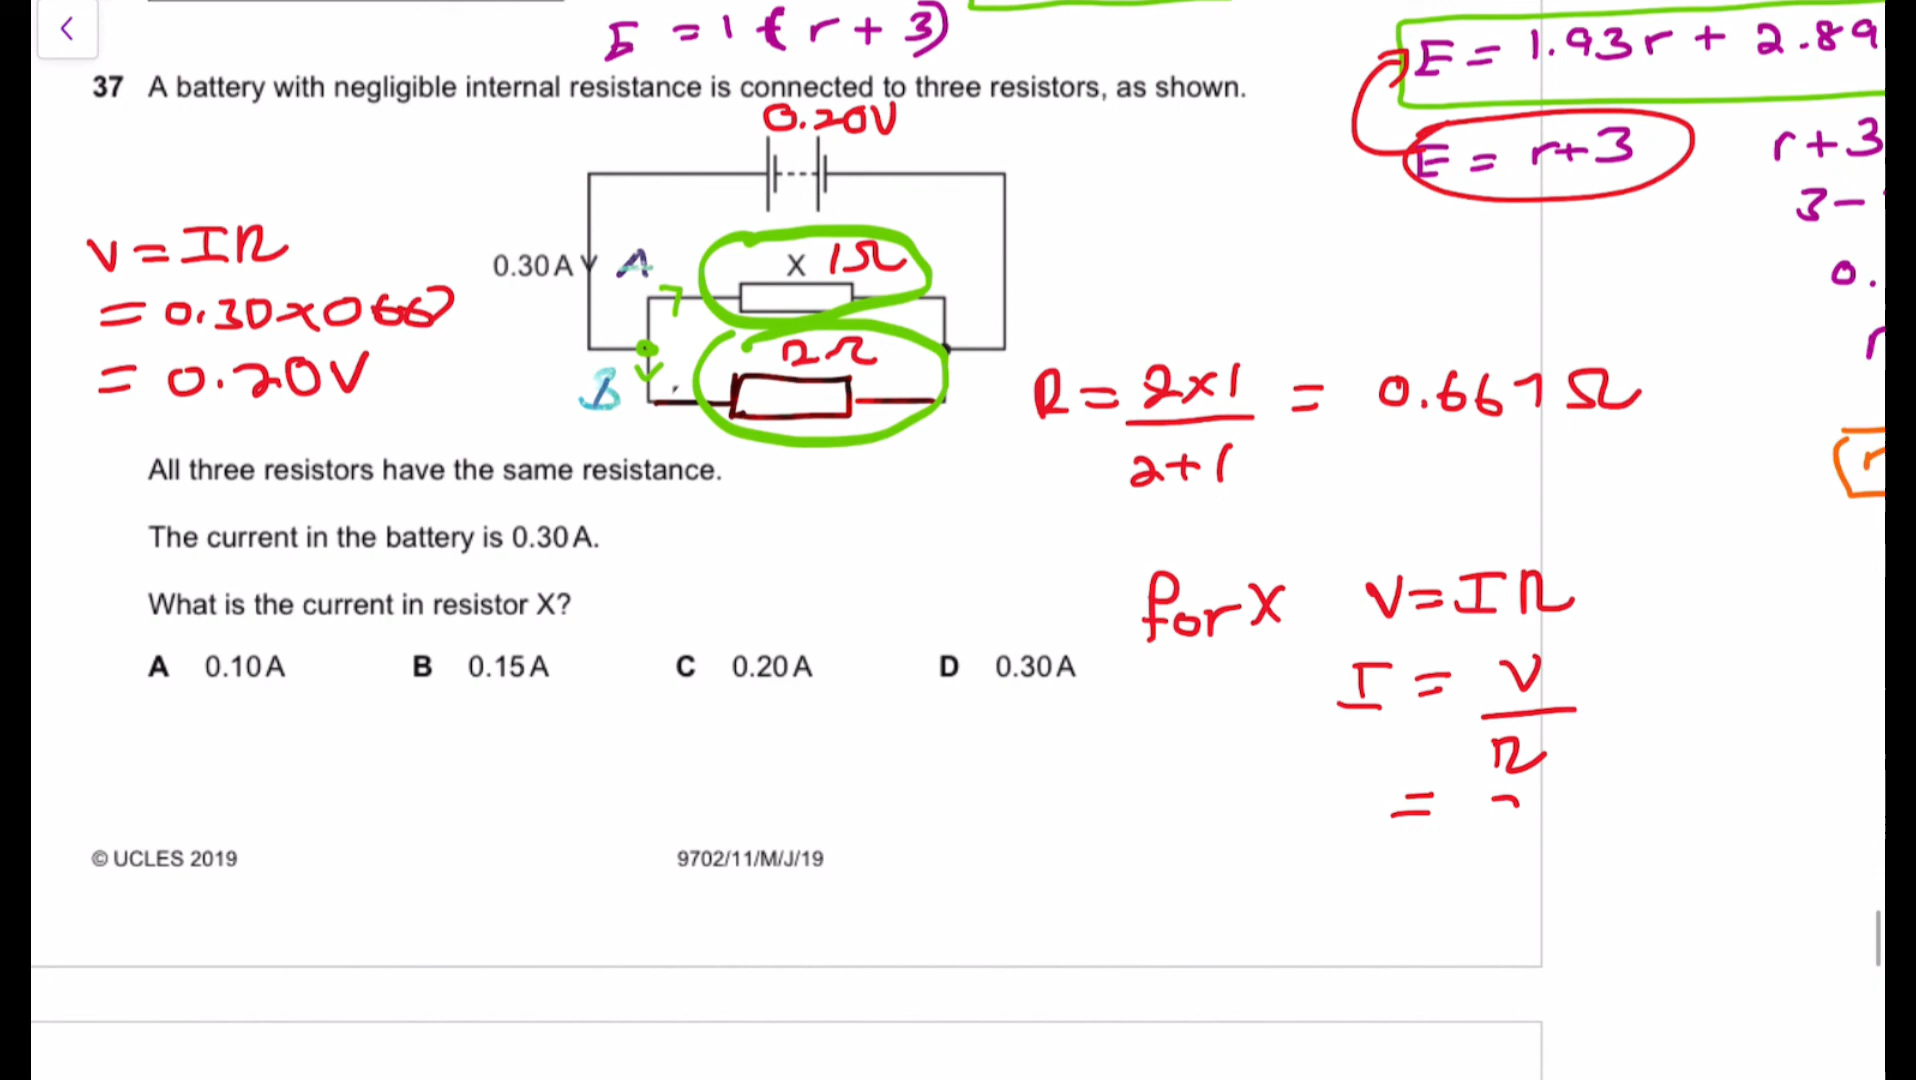 E = 1 ( r + 3)
E = 1.93r + 2.89
37 A battery with negligible internal resistance is connected to three resistors, as shown.
0.20V
E = r+3
r+3
3-
V = IR
= 0.30×0.667
= 0.20V
0.30 A
A
X 1Ω
0.
r
2Ω
B
R = 2×1 / 2+1 = 0.667Ω
r
All three resistors have the same resistance.
The current in the battery is 0.30 A.
for X V=IR
What is the current in resistor X?
I = V / R
A 0.10 A B 0.15 A C 0.20 A D 0.30 A
=
© UCLES 2019 9702/11/M/J/19